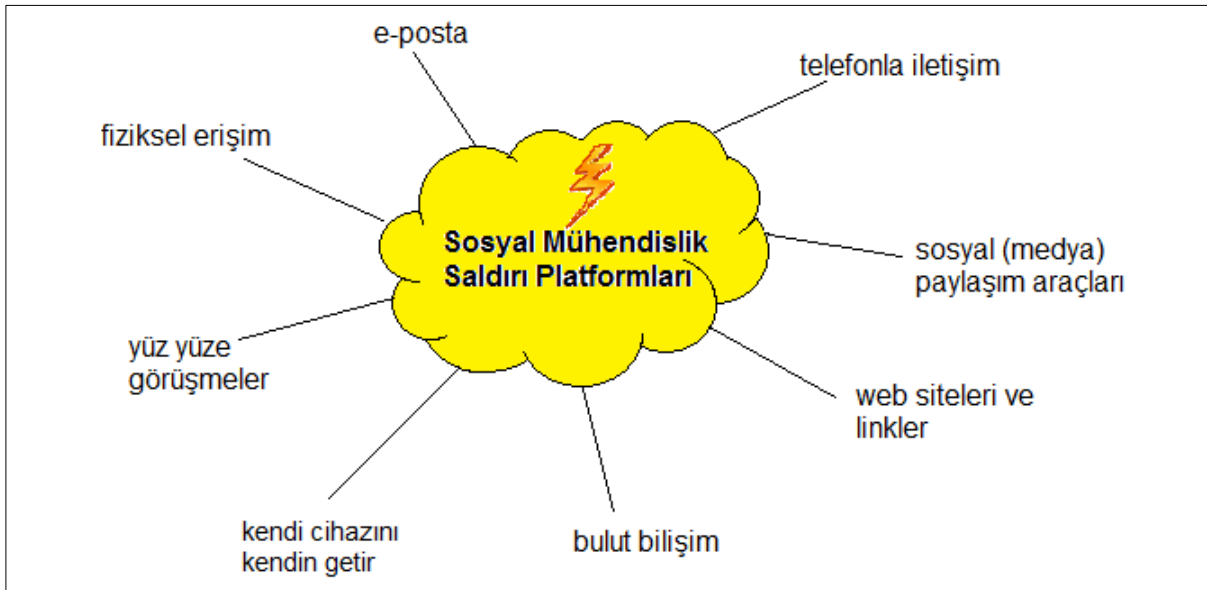 e-posta
telefonla iletişim
fiziksel erişim
Sosyal Mühendislik
Saldırı Platformları
sosyal (medya)
paylaşım araçları
yüz yüze
görüşmeler
web siteleri ve
linkler
kendi cihazını
kendin getir
bulut bilişim